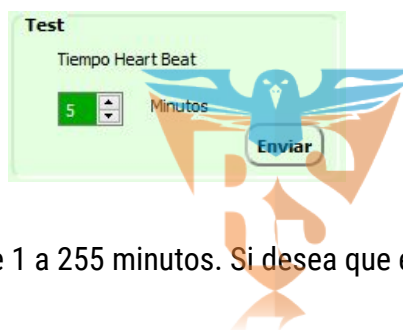 Test
Tiempo Heart Beat
5 Minutos
Enviar
e 1 a 255 minutos. Si desea que e